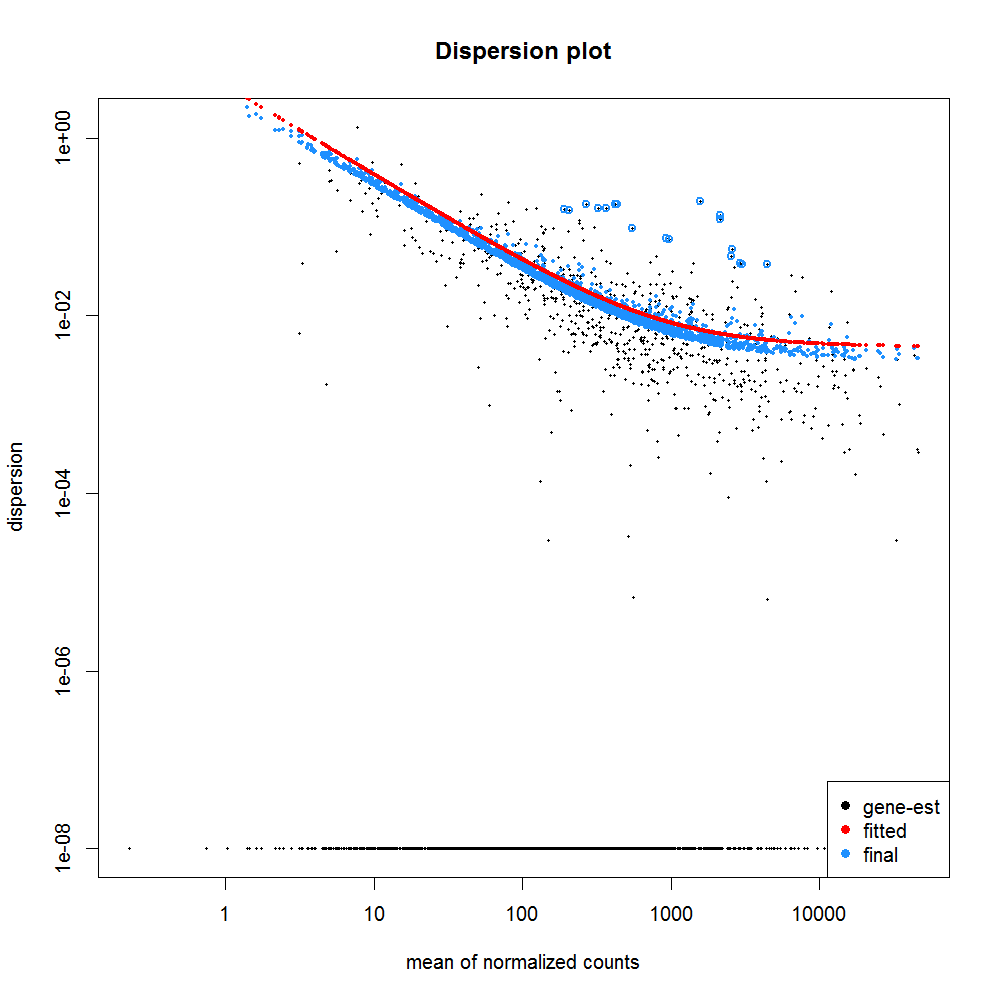 Dispersion plot
1e+00
1e-02
1e-04
1e-06
1e-08
dispersion
gene-est
fitted
final
1
10
100
1000
10000
mean of normalized counts